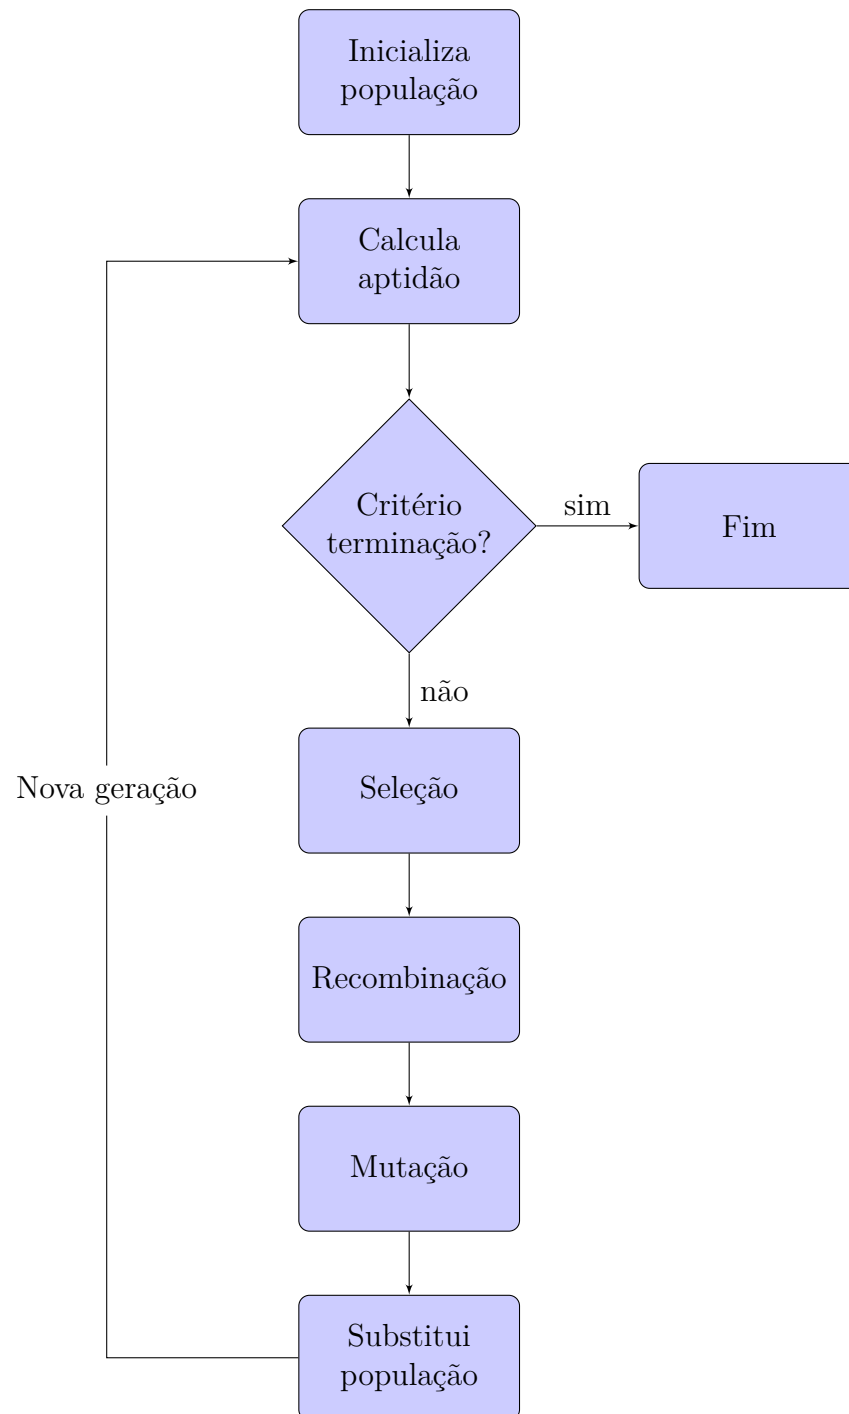 Inicializa
população
Calcula
aptidão
Critério
terminação?
sim
Fim
não
Nova geração
Seleção
Recombinação
Mutação
Substitui
população